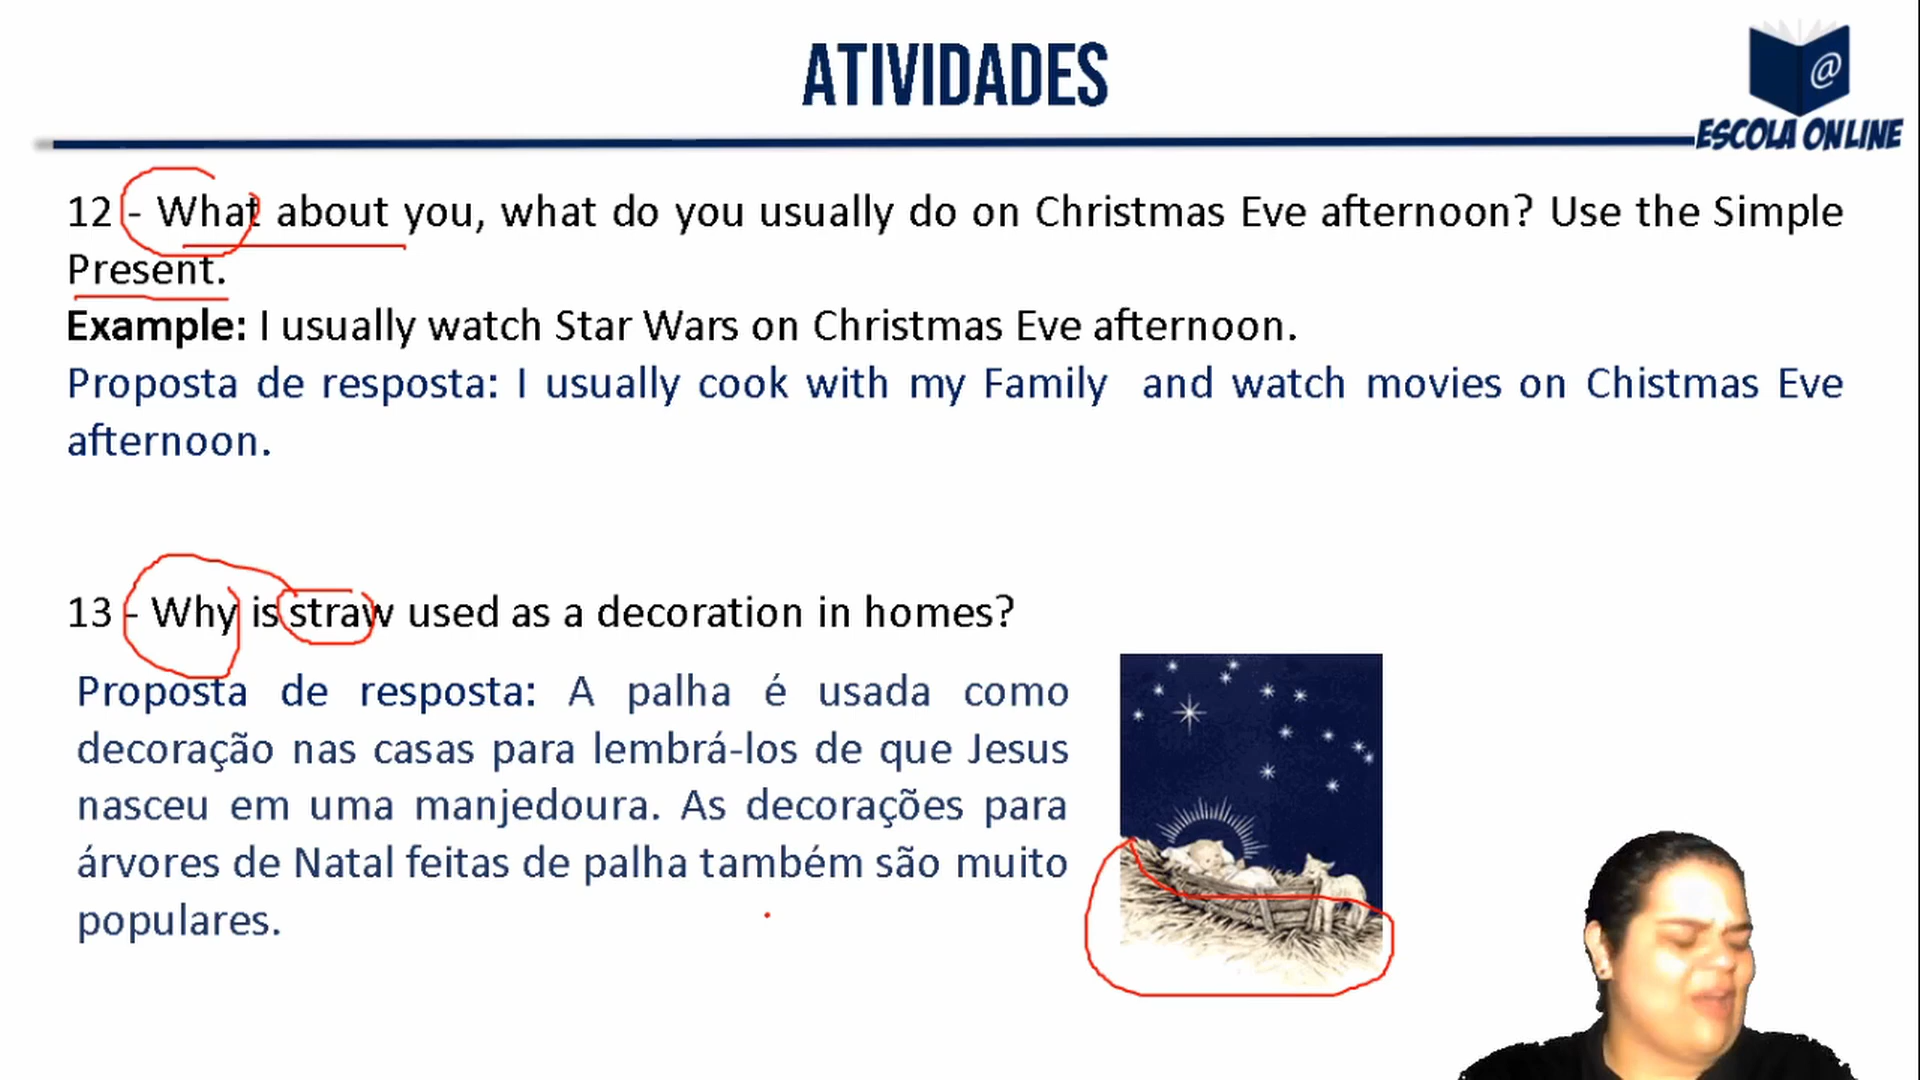 ATIVIDADES
@
ESCOLA ONLINE
12 - What about you, what do you usually do on Christmas Eve afternoon? Use the Simple
Present.
Example: I usually watch Star Wars on Christmas Eve afternoon.
Proposta de resposta: I usually cook with my Family and watch movies on Chistmas Eve
afternoon.
13 - Why is straw used as a decoration in homes?
Proposta de resposta: A palha é usada como
decoração nas casas para lembrá-los de que Jesus
nasceu em uma manjedoura. As decorações para
árvores de Natal feitas de palha também são muito
populares.